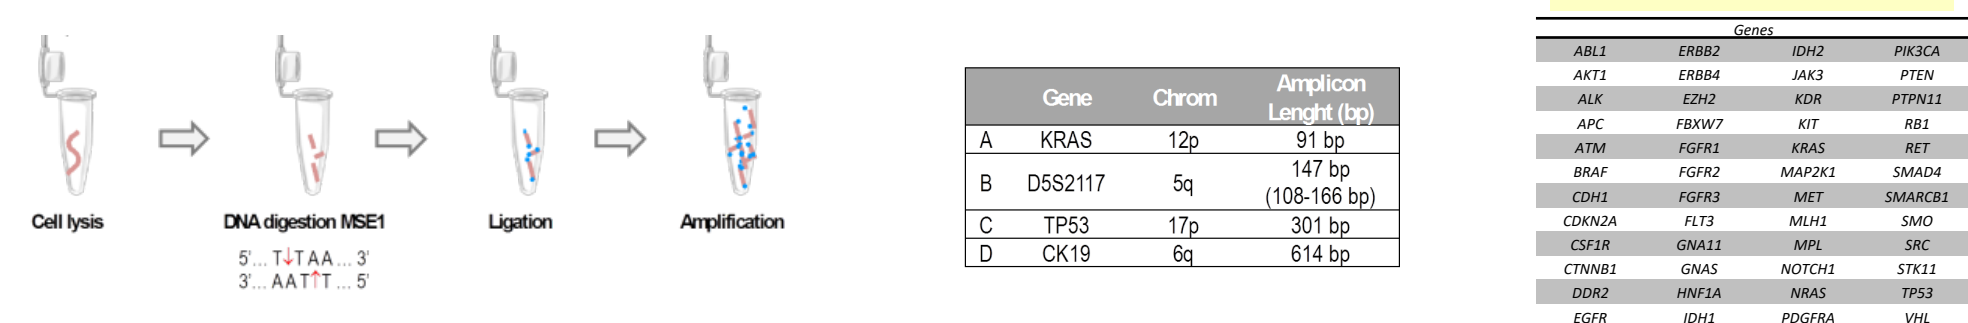 Cell lysis
DNA digestion MSE1
Ligation
Amplification
5'... T↓TAA ... 3'
3'... AAT↑T ... 5'
Gene Chrom Amplicon Lenght (bp)
A KRAS 12p 91 bp
B D5S2117 5q 147 bp (108-166 bp)
C TP53 17p 301 bp
D CK19 6q 614 bp
Genes
ABL1 ERBB2 IDH2 PIK3CA
AKT1 ERBB4 JAK3 PTEN
ALK EZH2 KDR PTPN11
APC FBXW7 KIT RB1
ATM FGFR1 KRAS RET
BRAF FGFR2 MAP2K1 SMAD4
CDH1 FGFR3 MET SMARCB1
CDKN2A FLT3 MLH1 SMO
CSF1R GNA11 MPL SRC
CTNNB1 GNAS NOTCH1 STK11
DDR2 HNF1A NRAS TP53
EGFR IDH1 PDGFRA VHL